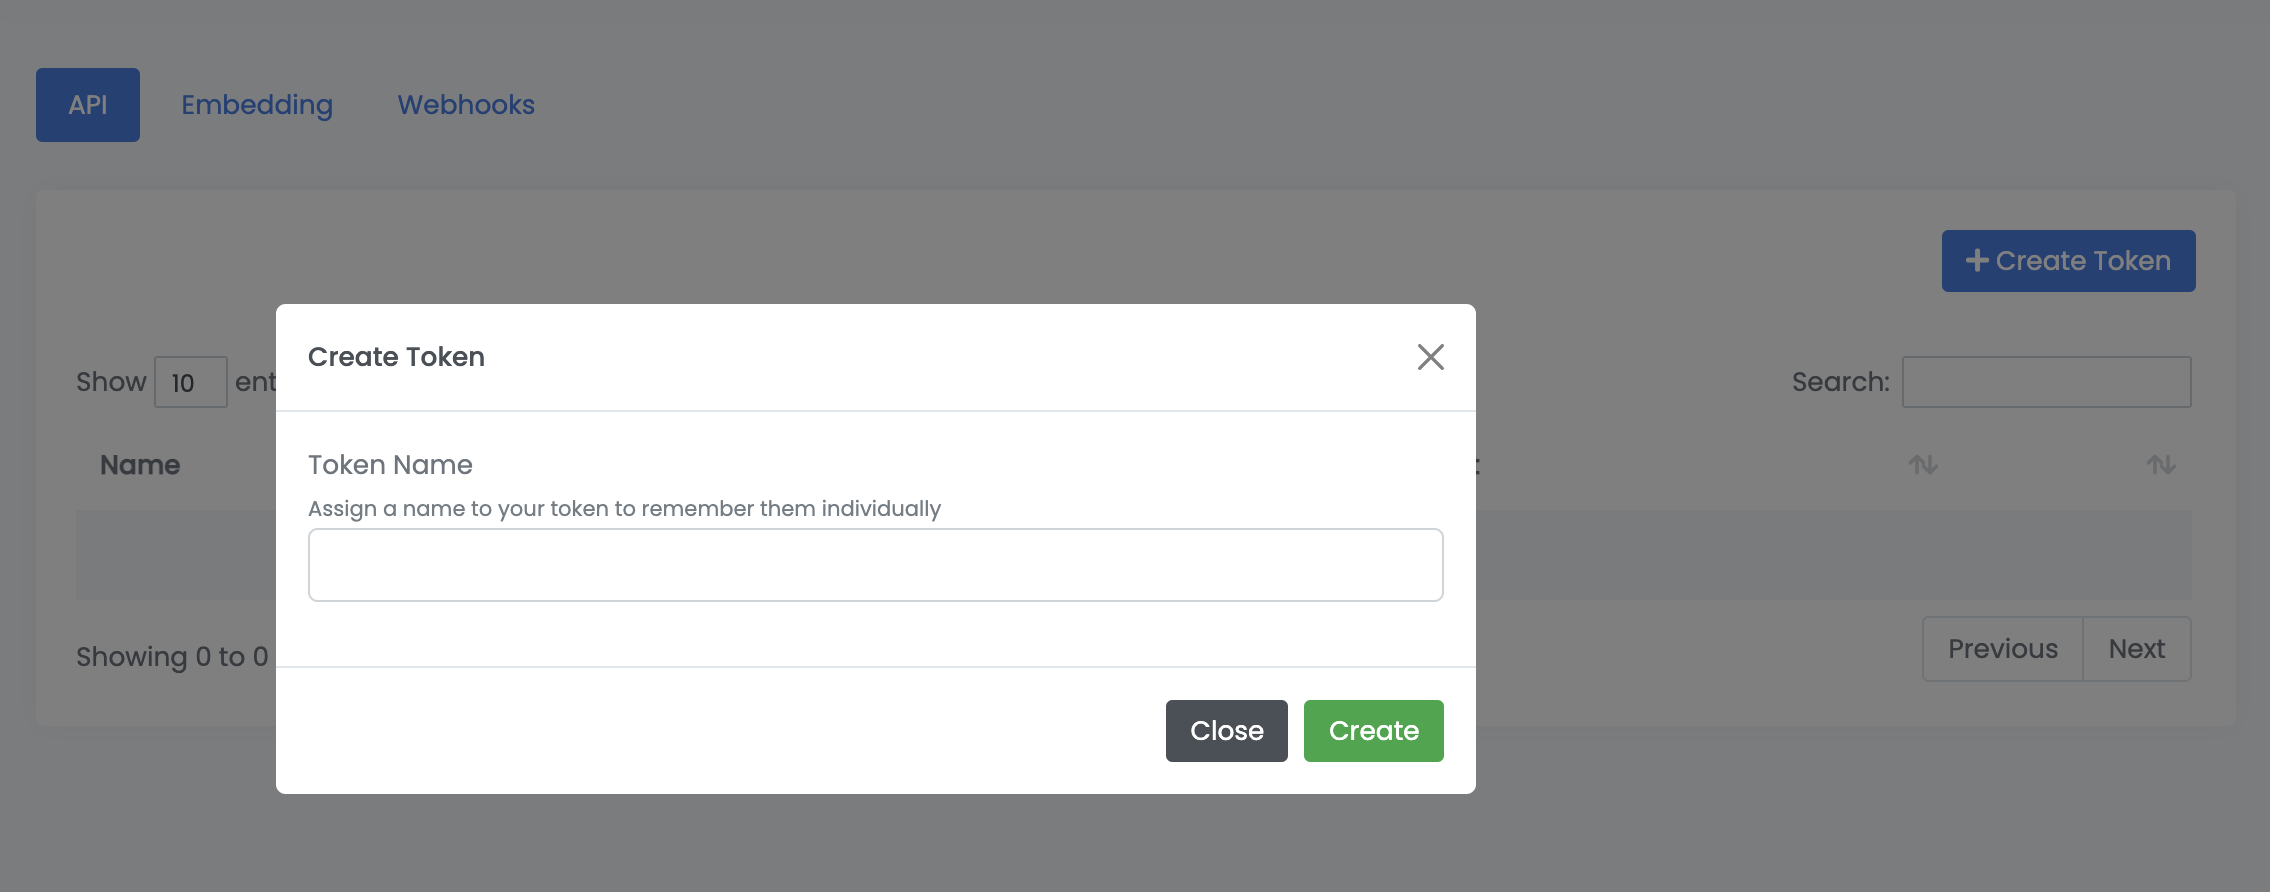 API Embedding Webhooks
Create Token
Create Token
Show 10 Search:
Name
Token Name
Assign a name to your token to remember them individually
Showing 0 to 0
Previous Next
Close Create